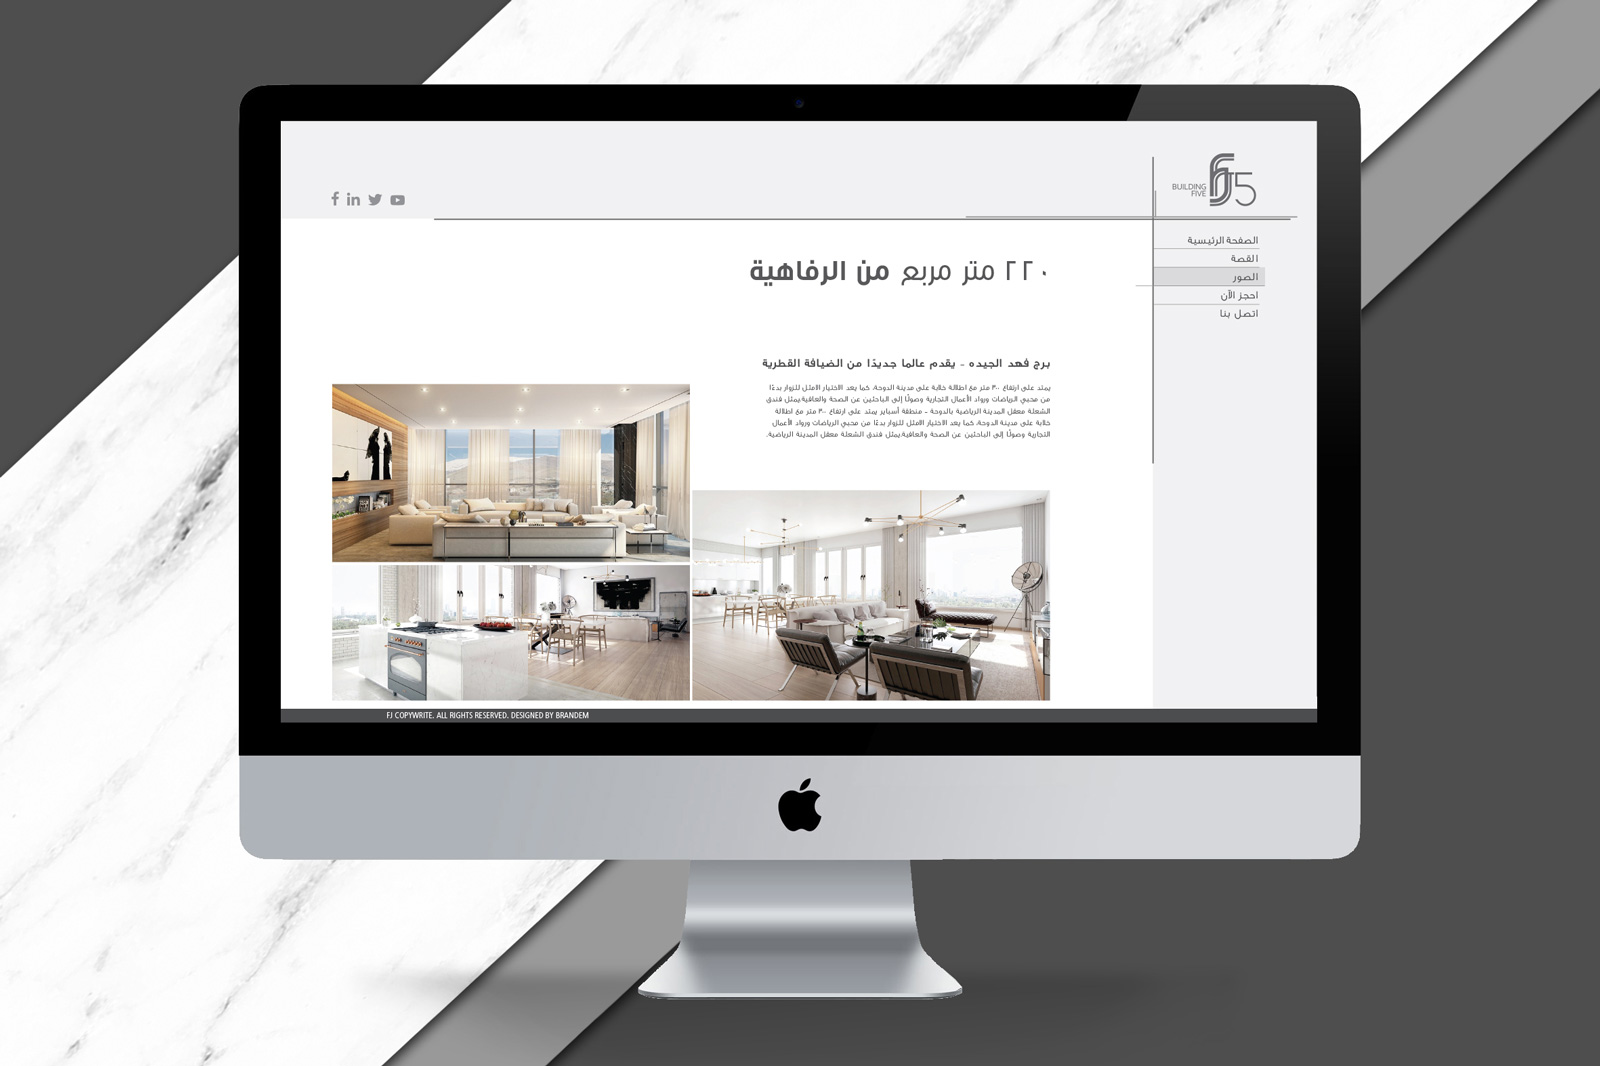 BUILDING
FIVE
fj5
الصفحة الرئيسية
القصة
الصور
احجز الآن
اتصل بنا
٢٢٠ متر مربع من الرفاهية
برج فهد الجيده - يقدم عالما جديدًا من الضيافة القطرية
يمتد على ارتفاع ٣٠٠ متر مع اطلالة خلابة على مدينة الدوحة. كما يعد الاختيار الامثل للزوار بدءًا
من محبي الرياضات ورواد الأعمال التجارية وصولًا إلى الباحثين عن الصحة والعافية.يمثل فندق
الشعلة معقل المدينة الرياضية بالدوحة - منطقة أسباير يمتد على ارتفاع ٣٠٠ متر مع اطلالة
خلابة على مدينة الدوحة. كما يعد الاختيار الامثل للزوار بدءًا من محبي الرياضات ورواد الأعمال
التجارية وصولًا إلى الباحثين عن الصحة والعافية.يمثل فندق الشعلة معقل المدينة الرياضية.
FJ COPYWRITE. ALL RIGHTS RESERVED. DESIGNED BY BRANDEM